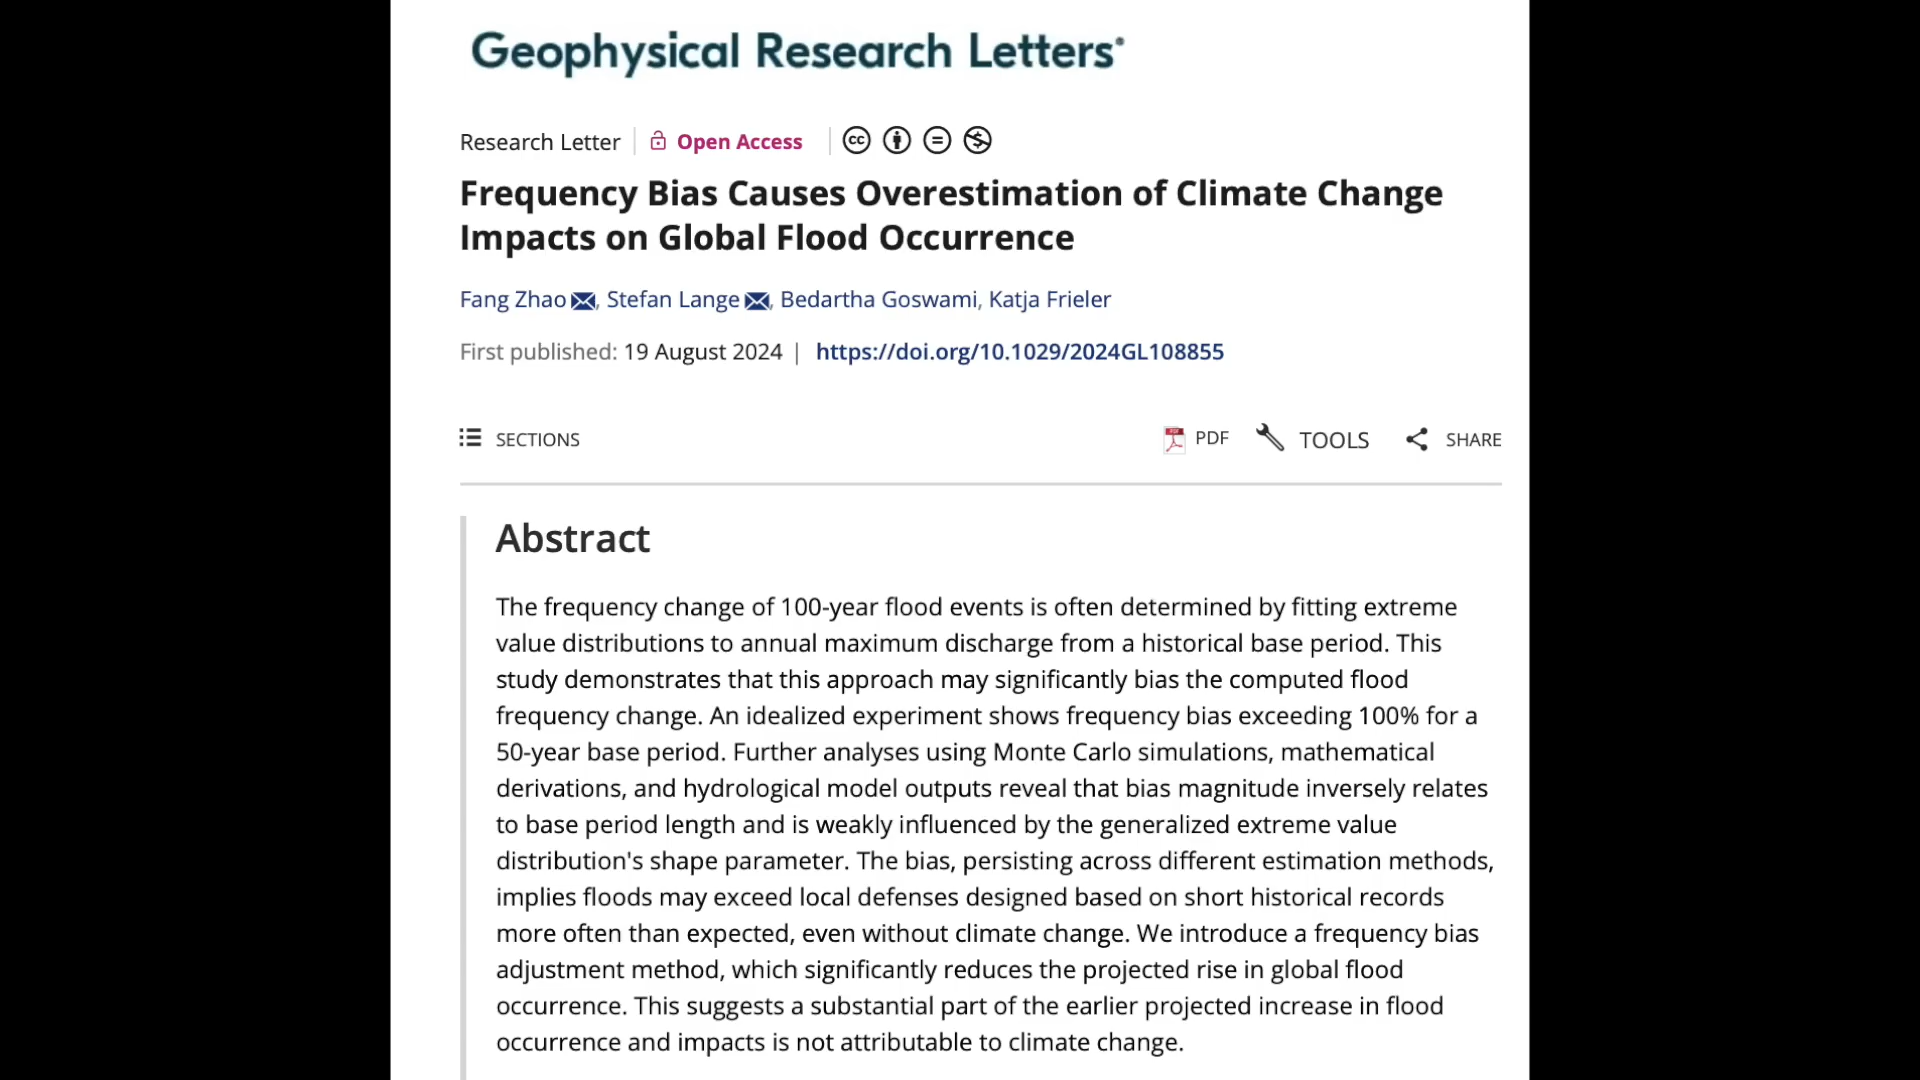 Geophysical Research Letters®
Research Letter | Open Access | cc
Frequency Bias Causes Overestimation of Climate Change
Impacts on Global Flood Occurrence
Fang Zhao, Stefan Lange, Bedartha Goswami, Katja Frieler
First published: 19 August 2024 | https://doi.org/10.1029/2024GL108855
SECTIONS PDF TOOLS SHARE
Abstract
The frequency change of 100-year flood events is often determined by fitting extreme
value distributions to annual maximum discharge from a historical base period. This
study demonstrates that this approach may significantly bias the computed flood
frequency change. An idealized experiment shows frequency bias exceeding 100% for a
50-year base period. Further analyses using Monte Carlo simulations, mathematical
derivations, and hydrological model outputs reveal that bias magnitude inversely relates
to base period length and is weakly influenced by the generalized extreme value
distribution's shape parameter. The bias, persisting across different estimation methods,
implies floods may exceed local defenses designed based on short historical records
more often than expected, even without climate change. We introduce a frequency bias
adjustment method, which significantly reduces the projected rise in global flood
occurrence. This suggests a substantial part of the earlier projected increase in flood
occurrence and impacts is not attributable to climate change.